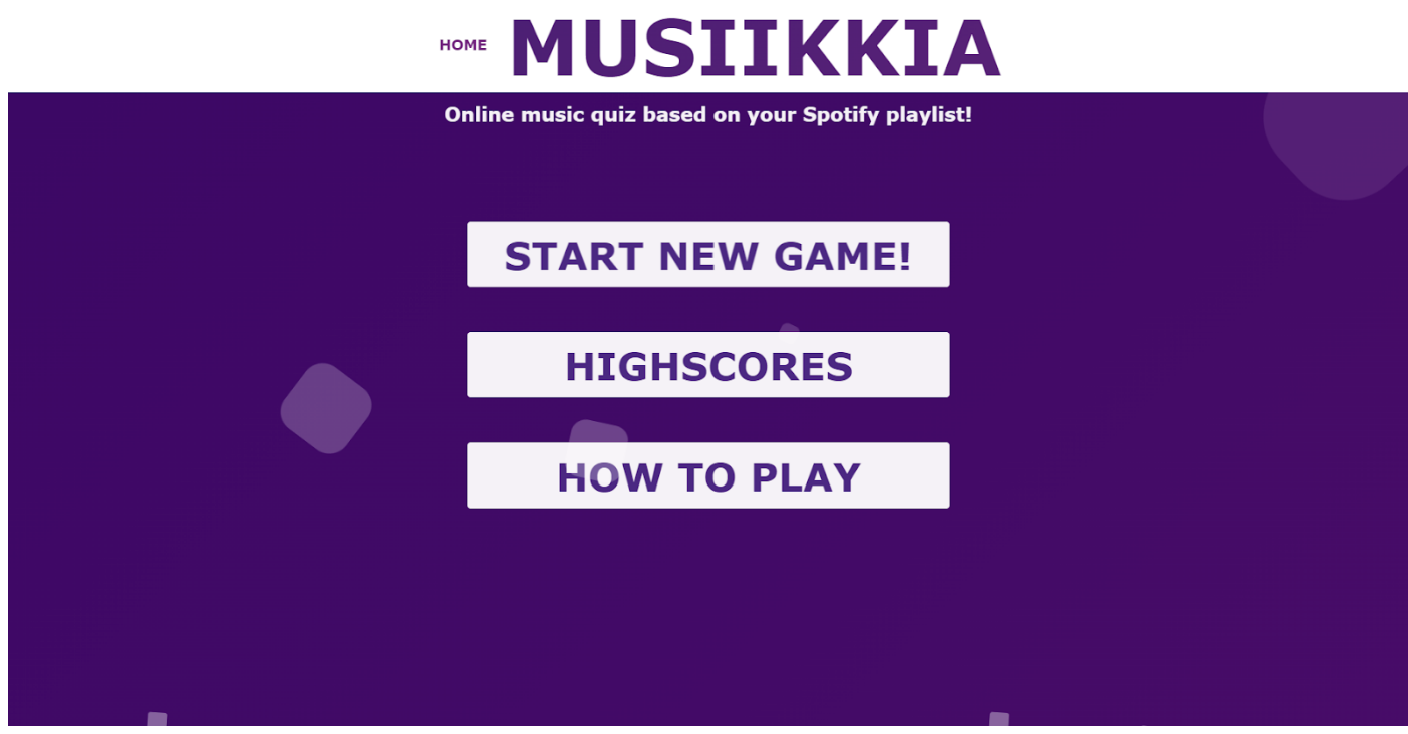 HOME MUSIIKKIA
Online music quiz based on your Spotify playlist!
START NEW GAME!
HIGHSCORES
HOW TO PLAY